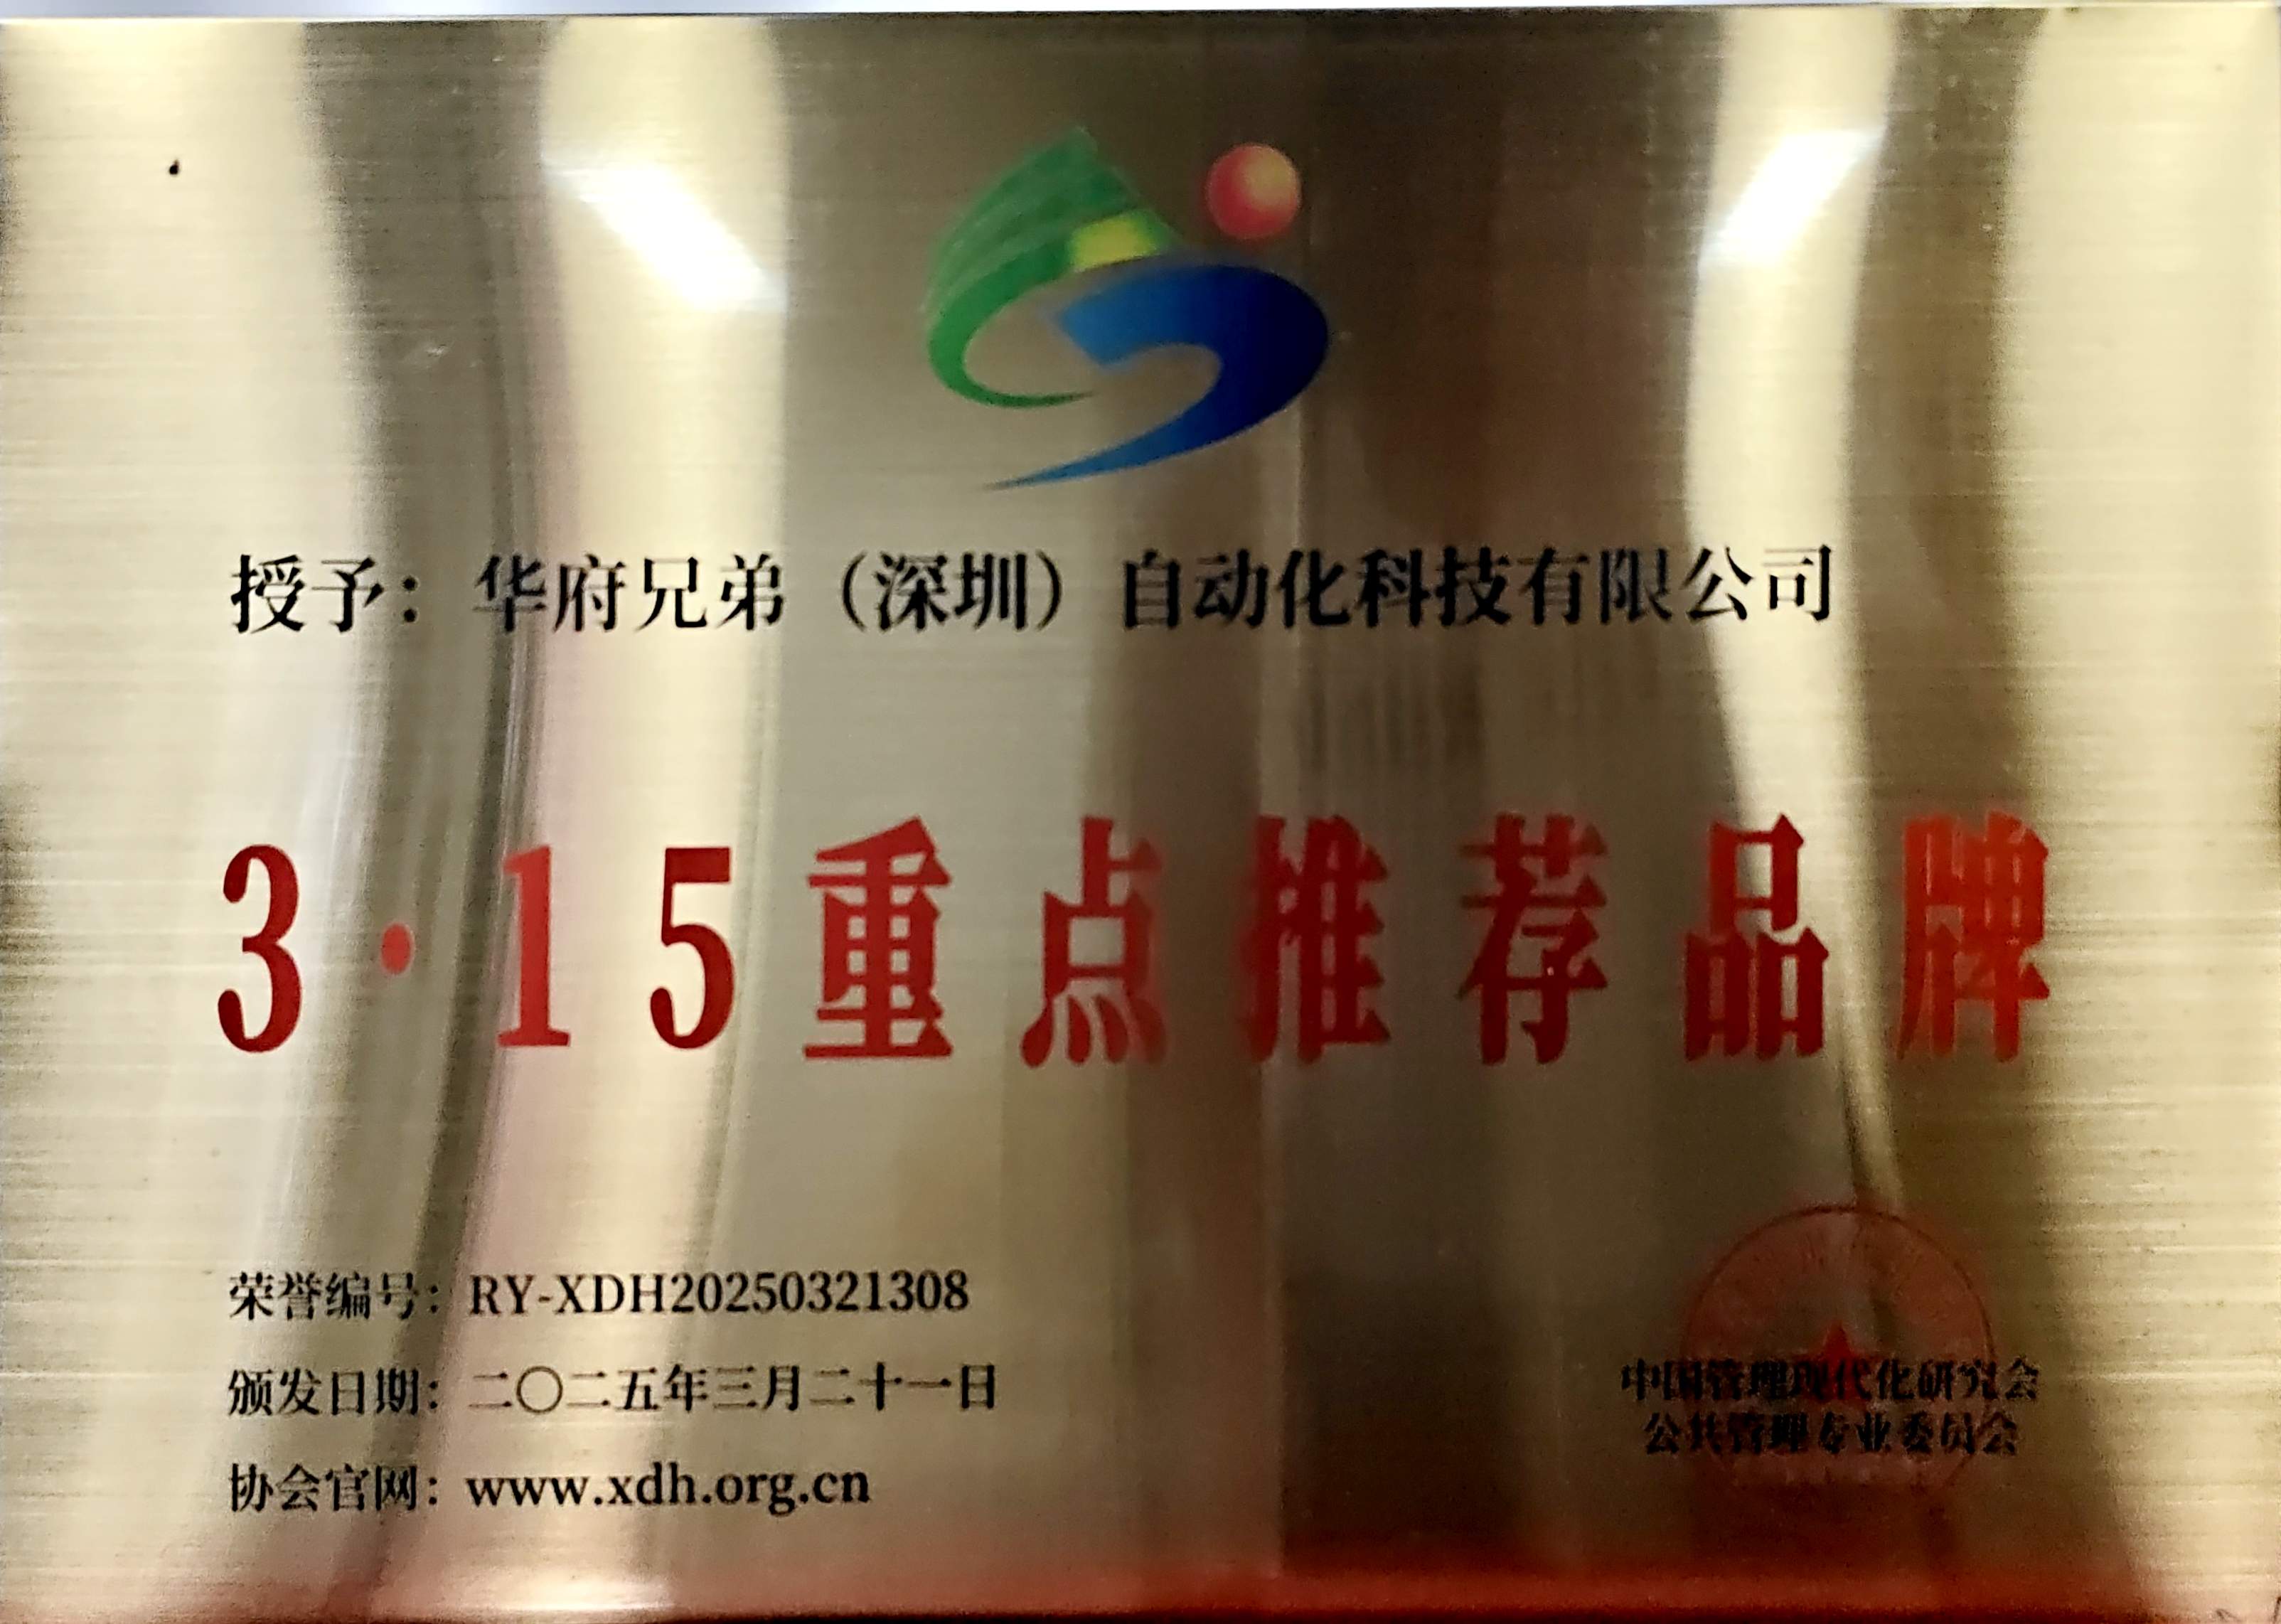 授予：华府兄弟（深圳）自动化科技有限公司
3·15重点推荐品牌
荣誉编号：RY-XDH20250321308
颁发日期：二〇二五年三月二十一日
协会官网：www.xdh.org.cn
中国管理现代化研究会
公共管理专业委员会